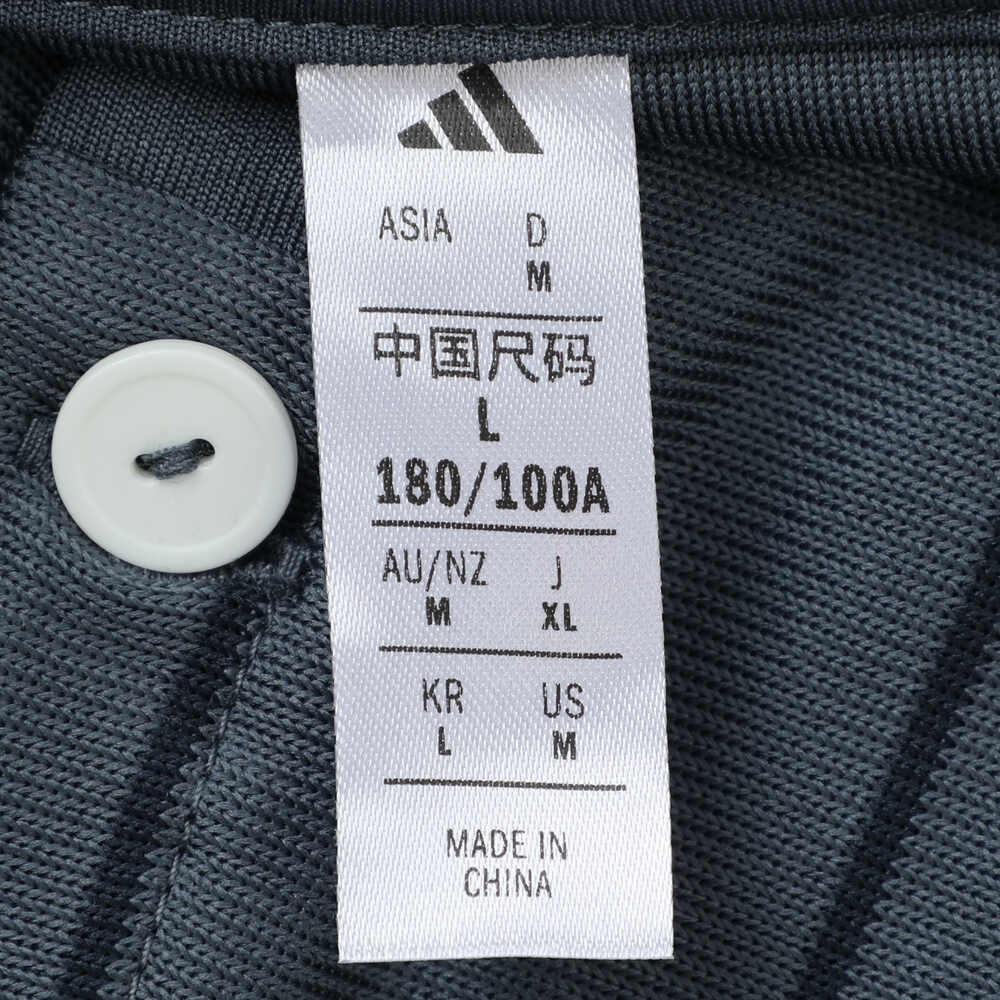 ASIA D
M
中国尺码
L
180/100A
AU/NZ J
M XL
KR US
L M
MADE IN
CHINA